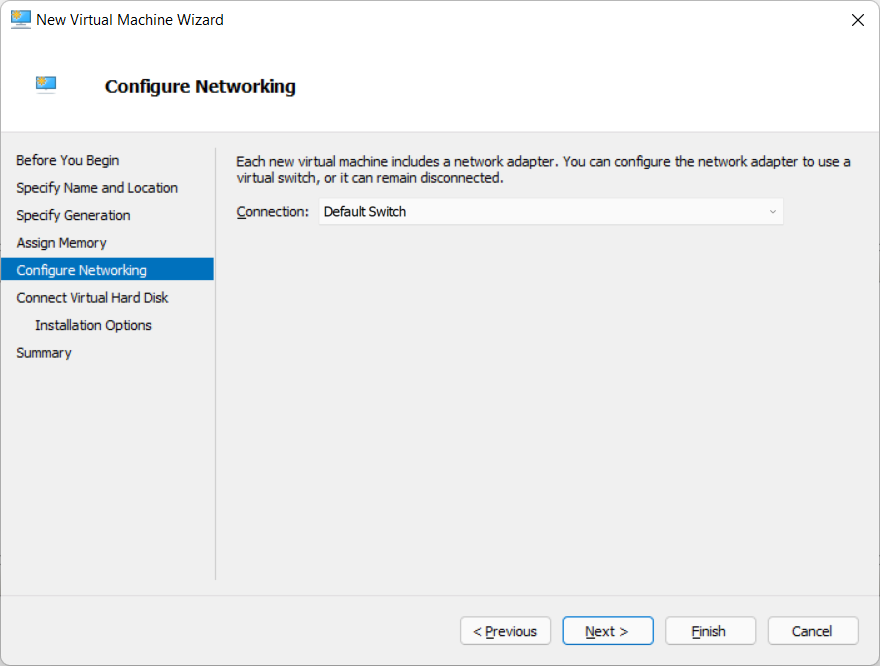 New Virtual Machine Wizard
Configure Networking
Before You Begin
Specify Name and Location
Specify Generation
Assign Memory
Configure Networking
Connect Virtual Hard Disk
Installation Options
Summary
Each new virtual machine includes a network adapter. You can configure the network adapter to use a
virtual switch, or it can remain disconnected.
Connection: Default Switch
< Previous Next > Finish Cancel